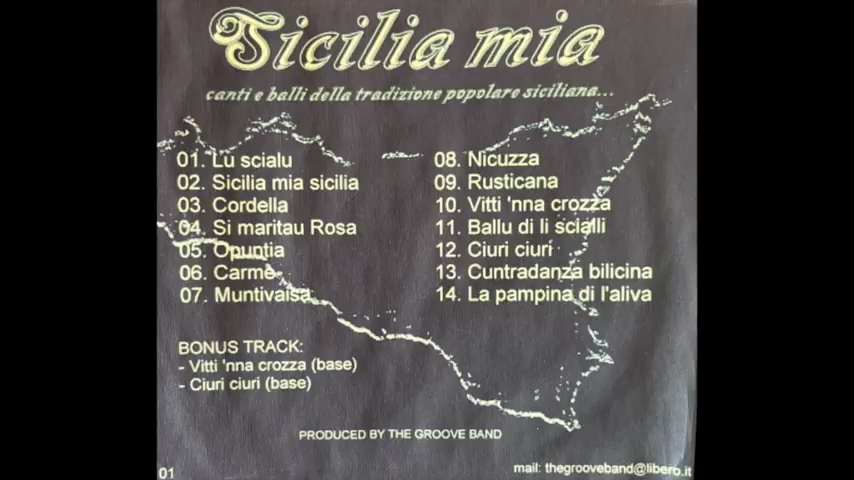 Sicilia mia
canti e balli della tradizione popolare siciliana...
01. Lu scialu
02. Sicilia mia sicilia
03. Cordella
04. Si maritau Rosa
05. Opuntia
06. Carmè
07. Muntivaisa
08. Nicuzza
09. Rusticana
10. Vitti 'nna crozza
11. Ballu di li scialli
12. Ciuri ciuri
13. Cuntradanza bilicina
14. La pampina di l'aliva
BONUS TRACK:
- Vitti 'nna crozza (base)
- Ciuri ciuri (base)
PRODUCED BY THE GROOVE BAND
01
mail: thegrooveband@libero.it